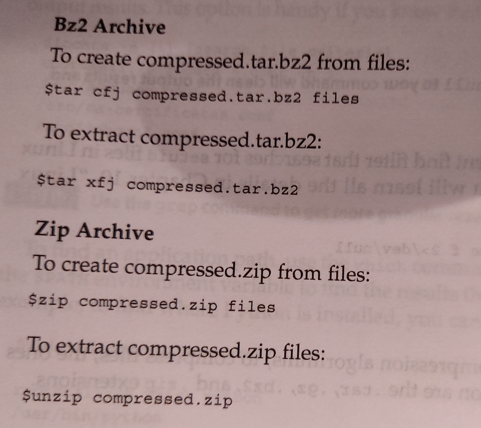 Bz2 Archive
To create compressed.tar.bz2 from files:
$tar cfj compressed.tar.bz2 files
To extract compressed.tar.bz2:
$tar xfj compressed.tar.bz2
Zip Archive
To create compressed.zip from files:
$zip compressed.zip files
To extract compressed.zip files:
$unzip compressed.zip